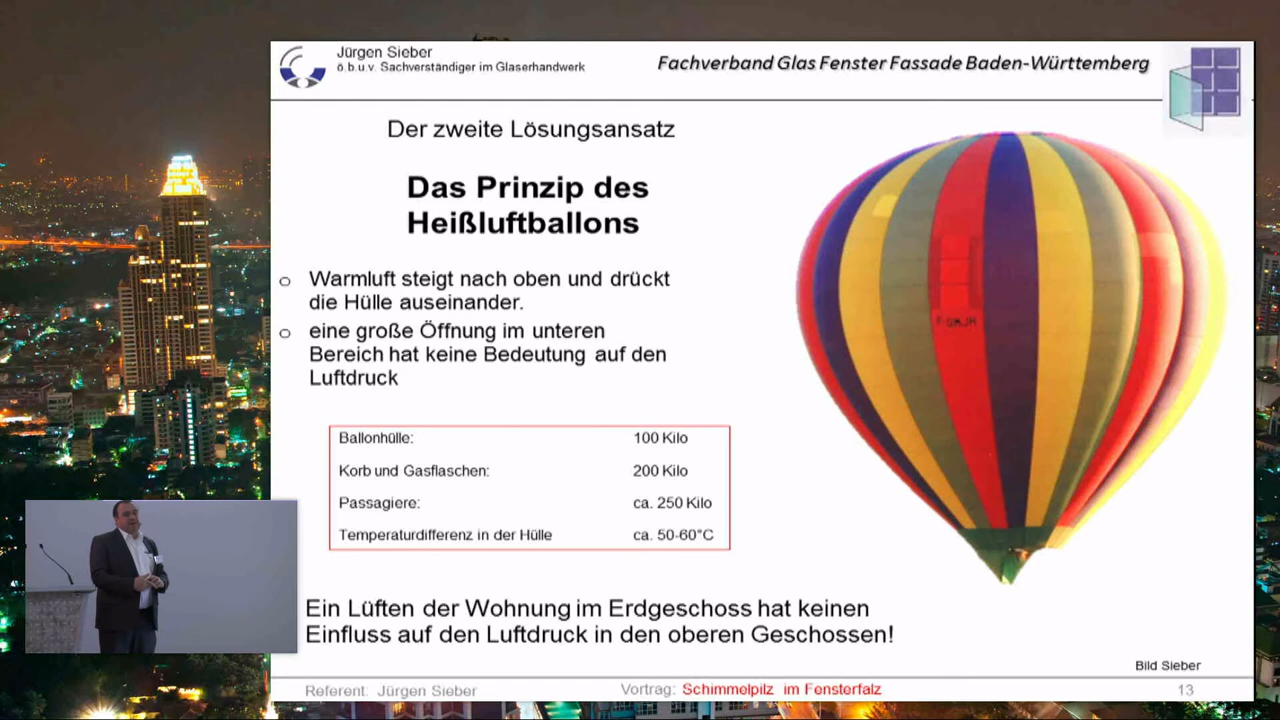 Jürgen Sieber
ö.b.u.v. Sachverständiger im Glaserhandwerk
Fachverband Glas Fenster Fassade Baden-Württemberg
Der zweite Lösungsansatz
Das Prinzip des
Heißluftballons
Warmluft steigt nach oben und drückt
die Hülle auseinander.
eine große Öffnung im unteren
Bereich hat keine Bedeutung auf den
Luftdruck
Ballonhülle: 100 Kilo
Korb und Gasflaschen: 200 Kilo
Passagiere: ca. 250 Kilo
Temperaturdifferenz in der Hülle ca. 50-60°C
Ein Lüften der Wohnung im Erdgeschoss hat keinen
Einfluss auf den Luftdruck in den oberen Geschossen!
Bild Sieber
Referent: Jürgen Sieber Vortrag: Schimmelpilz im Fensterfalz 13